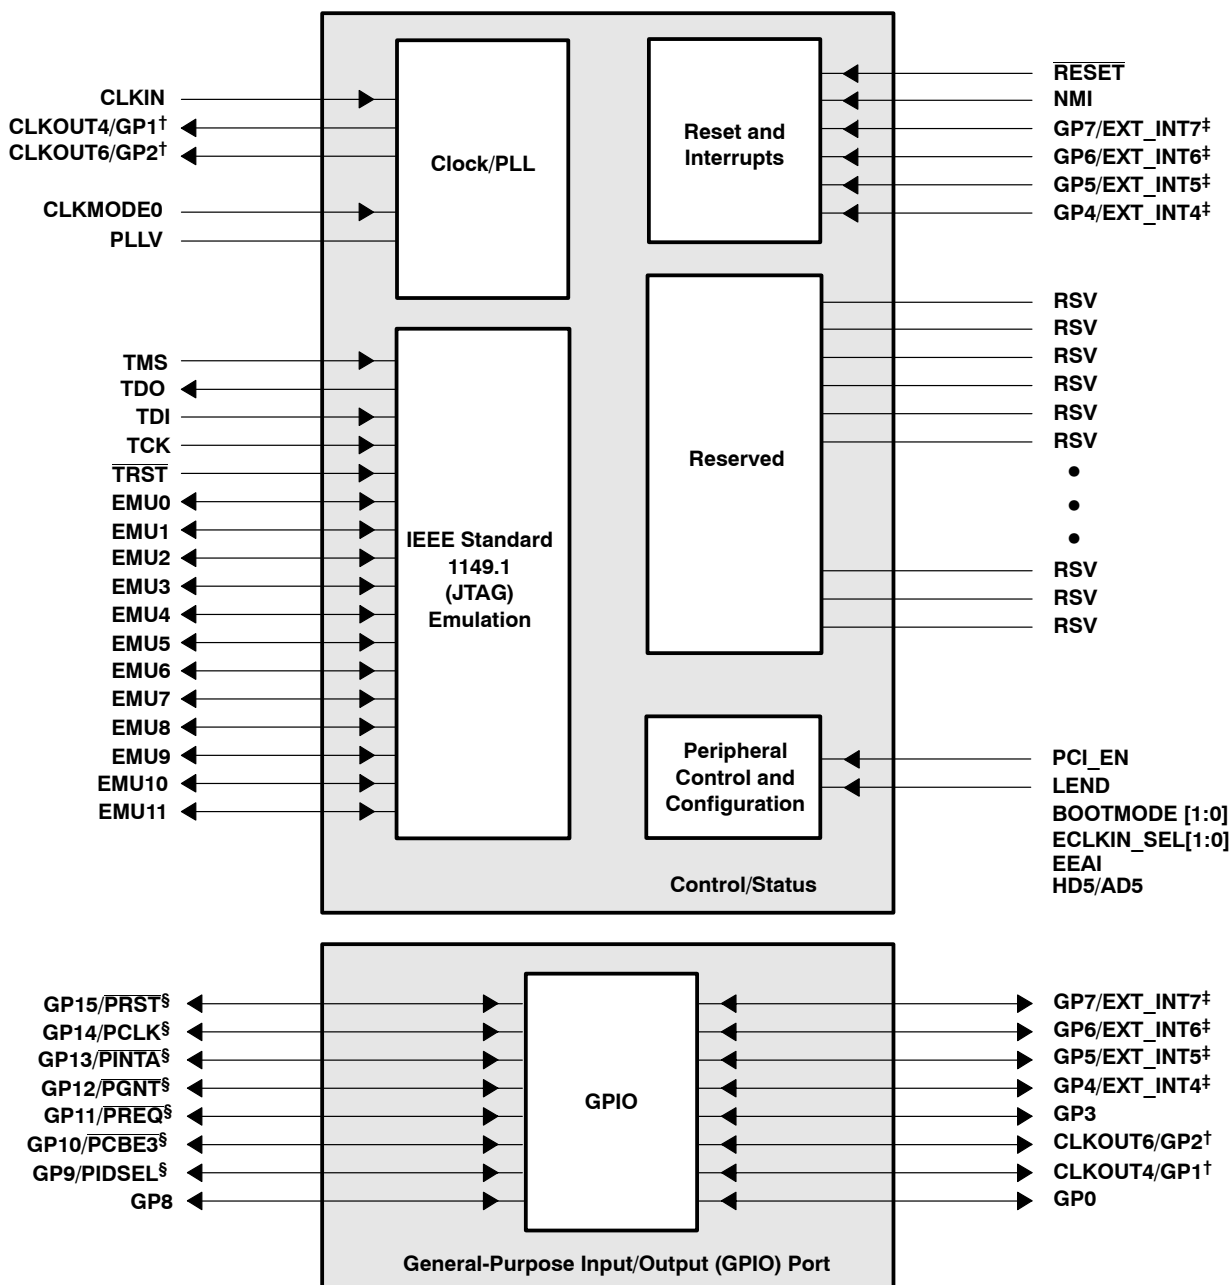 CLKIN
CLKOUT4/GP1†
CLKOUT6/GP2†
CLKMODE0
PLLV
Clock/PLL
Reset and
Interrupts
RESET
NMI
GP7/EXT_INT7‡
GP6/EXT_INT6‡
GP5/EXT_INT5‡
GP4/EXT_INT4‡
TMS
TDO
TDI
TCK
TRST
EMU0
EMU1
EMU2
EMU3
EMU4
EMU5
EMU6
EMU7
EMU8
EMU9
EMU10
EMU11
IEEE Standard
1149.1
(JTAG)
Emulation
Reserved
RSV
RSV
RSV
RSV
RSV
RSV
RSV
RSV
RSV
Peripheral
Control and
Configuration
PCI_EN
LEND
BOOTMODE [1:0]
ECLKIN_SEL[1:0]
EEAI
HD5/AD5
Control/Status
GP15/PRST§
GP14/PCLK§
GP13/PINTA§
GP12/PGNT§
GP11/PREQ§
GP10/PCBE3§
GP9/PIDSEL§
GP8
GPIO
GP7/EXT_INT7‡
GP6/EXT_INT6‡
GP5/EXT_INT5‡
GP4/EXT_INT4‡
GP3
CLKOUT6/GP2†
CLKOUT4/GP1†
GP0
General-Purpose Input/Output (GPIO) Port